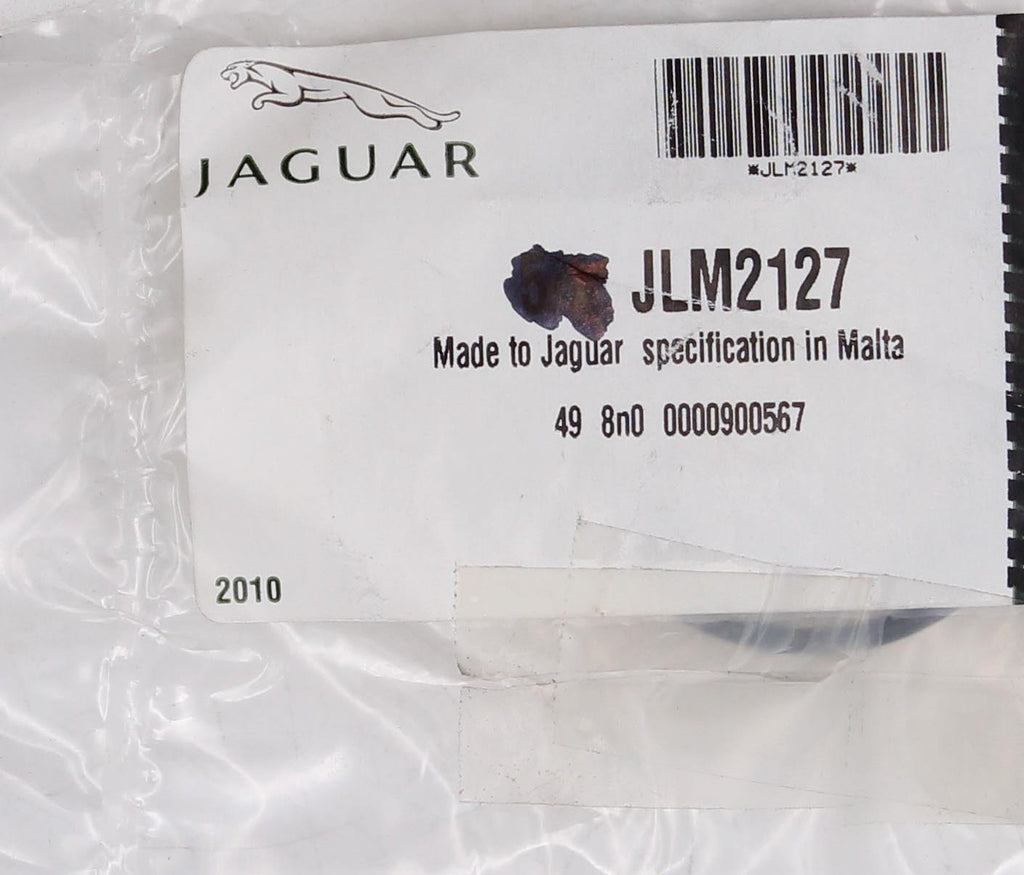 JAGUAR
*JLM2127*
JLM2127
Made to Jaguar specification in Malta
49 8n0 0000900567
2010